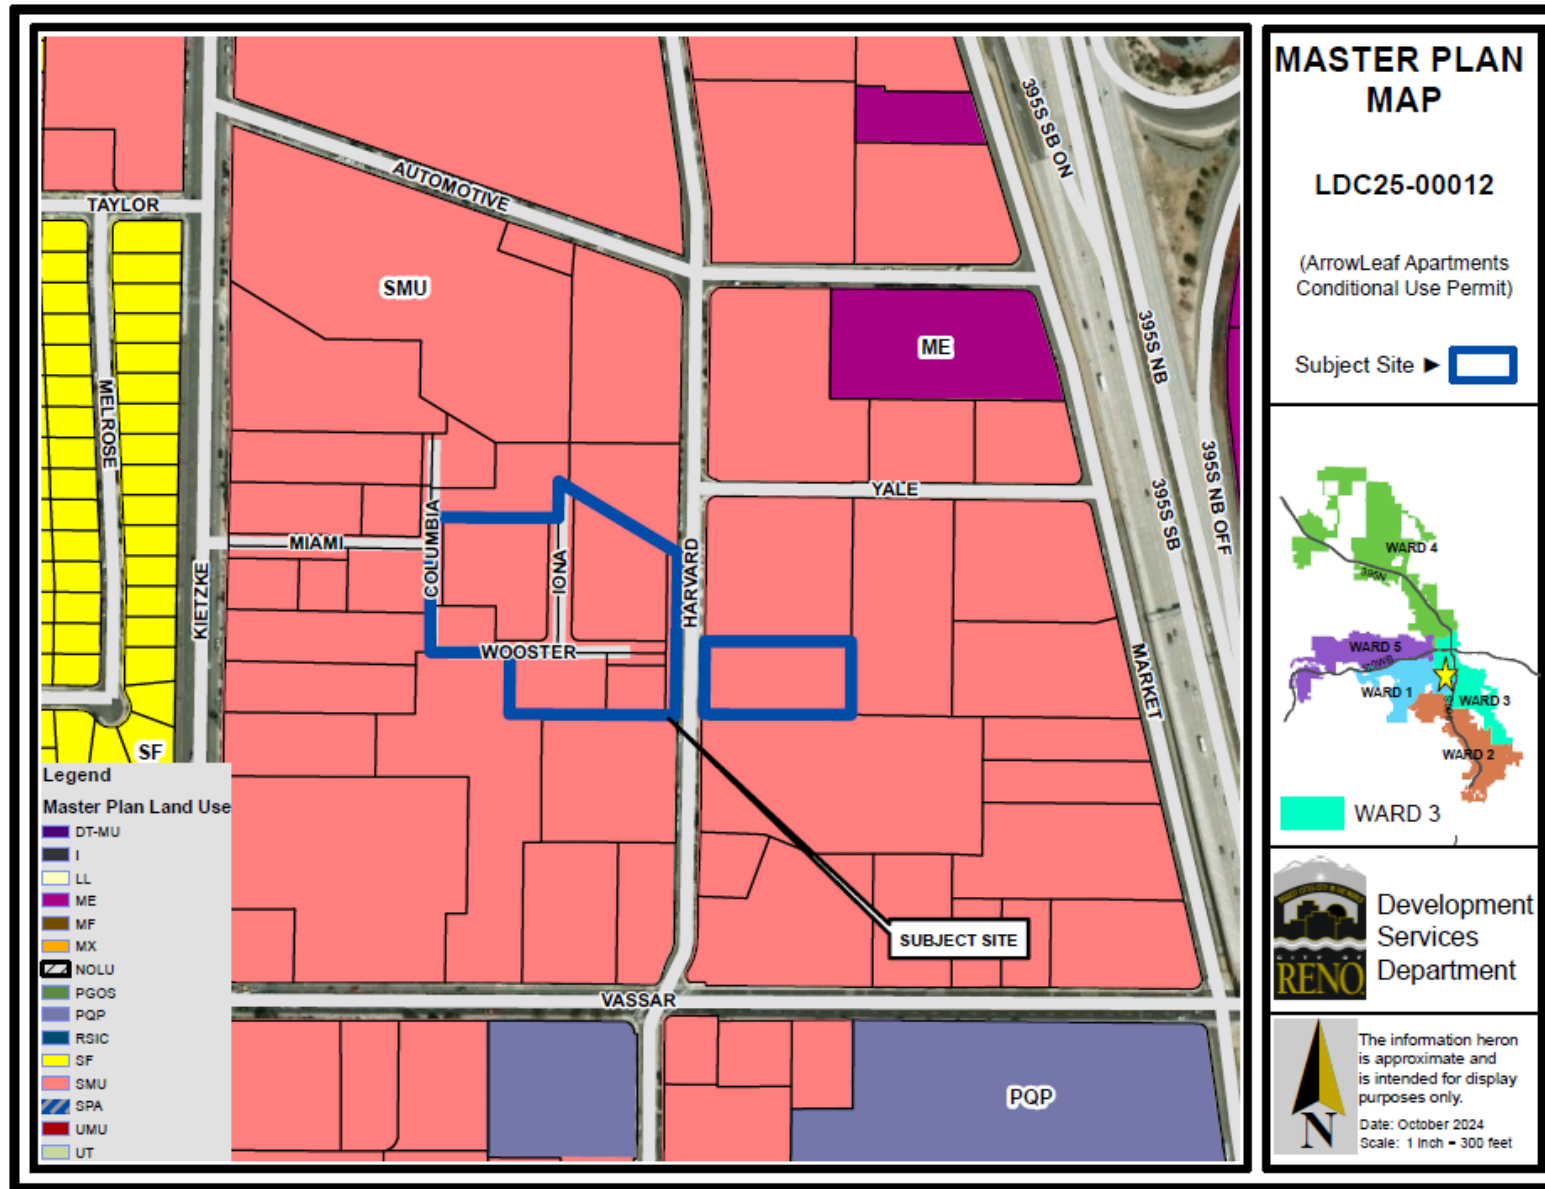 AUTOMOTIVE
TAYLOR
SMU
ME
MELROSE
KIETZKE
MIAMI
COLUMBIA
IONA
WOOSTER
HARVARD
YALE
MARKET
395S SB ON
395S NB
395S SB
395S NB OFF
SF
VASSAR
PQP
SUBJECT SITE
Legend
Master Plan Land Use
DT-MU
I
LL
ME
MF
MX
NOLU
PGOS
PQP
RSIC
SF
SMU
SPA
UMU
UT
MASTER PLAN
MAP
LDC25-00012
(ArrowLeaf Apartments
Conditional Use Permit)
Subject Site ►
WARD 4
395N
WARD 5
WARD 1
WARD 3
WARD 2
WARD 3
CITY OF
RENO
Development
Services
Department
N
The information heron
is approximate and
is intended for display
purposes only.
Date: October 2024
Scale: 1 inch = 300 feet